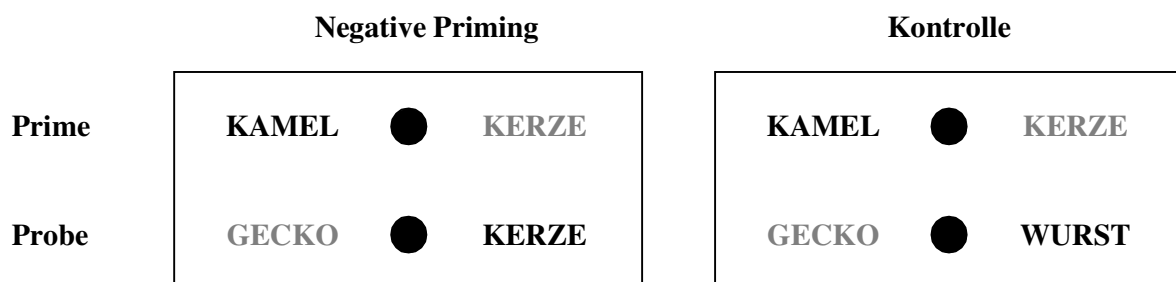 Negative Priming Kontrolle
Prime KAMEL KERZE KAMEL KERZE
Probe GECKO KERZE GECKO WURST